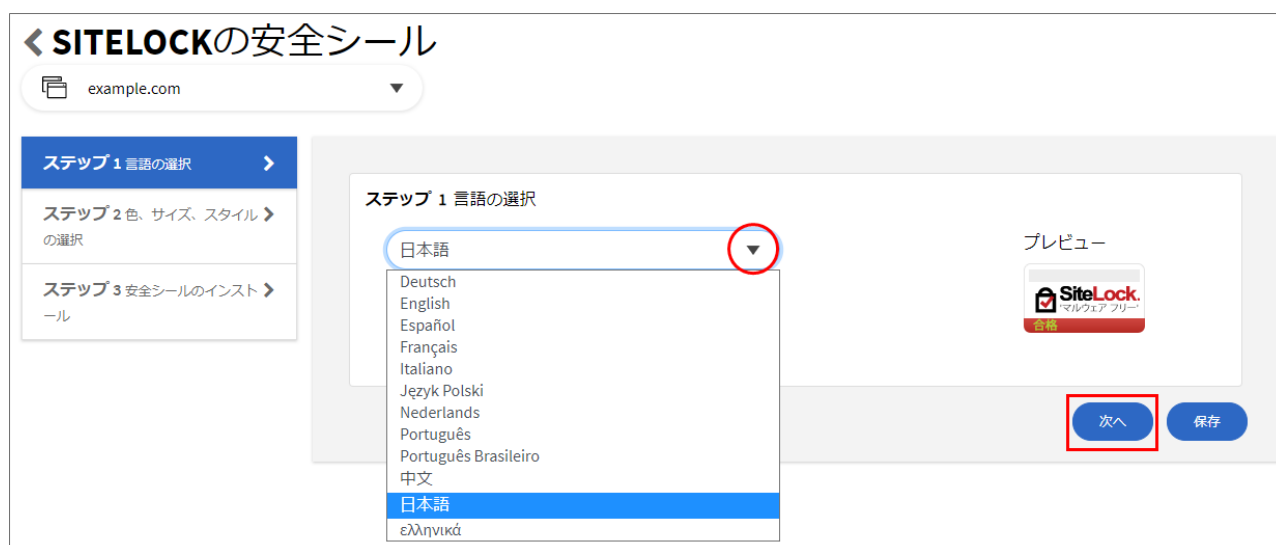 SITELOCKの安全シール
example.com
ステップ 1 言語の選択
ステップ 2 色、サイズ、スタイル
の選択
ステップ 3 安全シールのインスト
ール
ステップ 1 言語の選択
日本語
Deutsch
English
Español
Français
Italiano
Język Polski
Nederlands
Português
Português Brasileiro
中文
日本語
ελληνικά
プレビュー
SiteLock.
"マルウェア フリー"
合格
次へ
保存